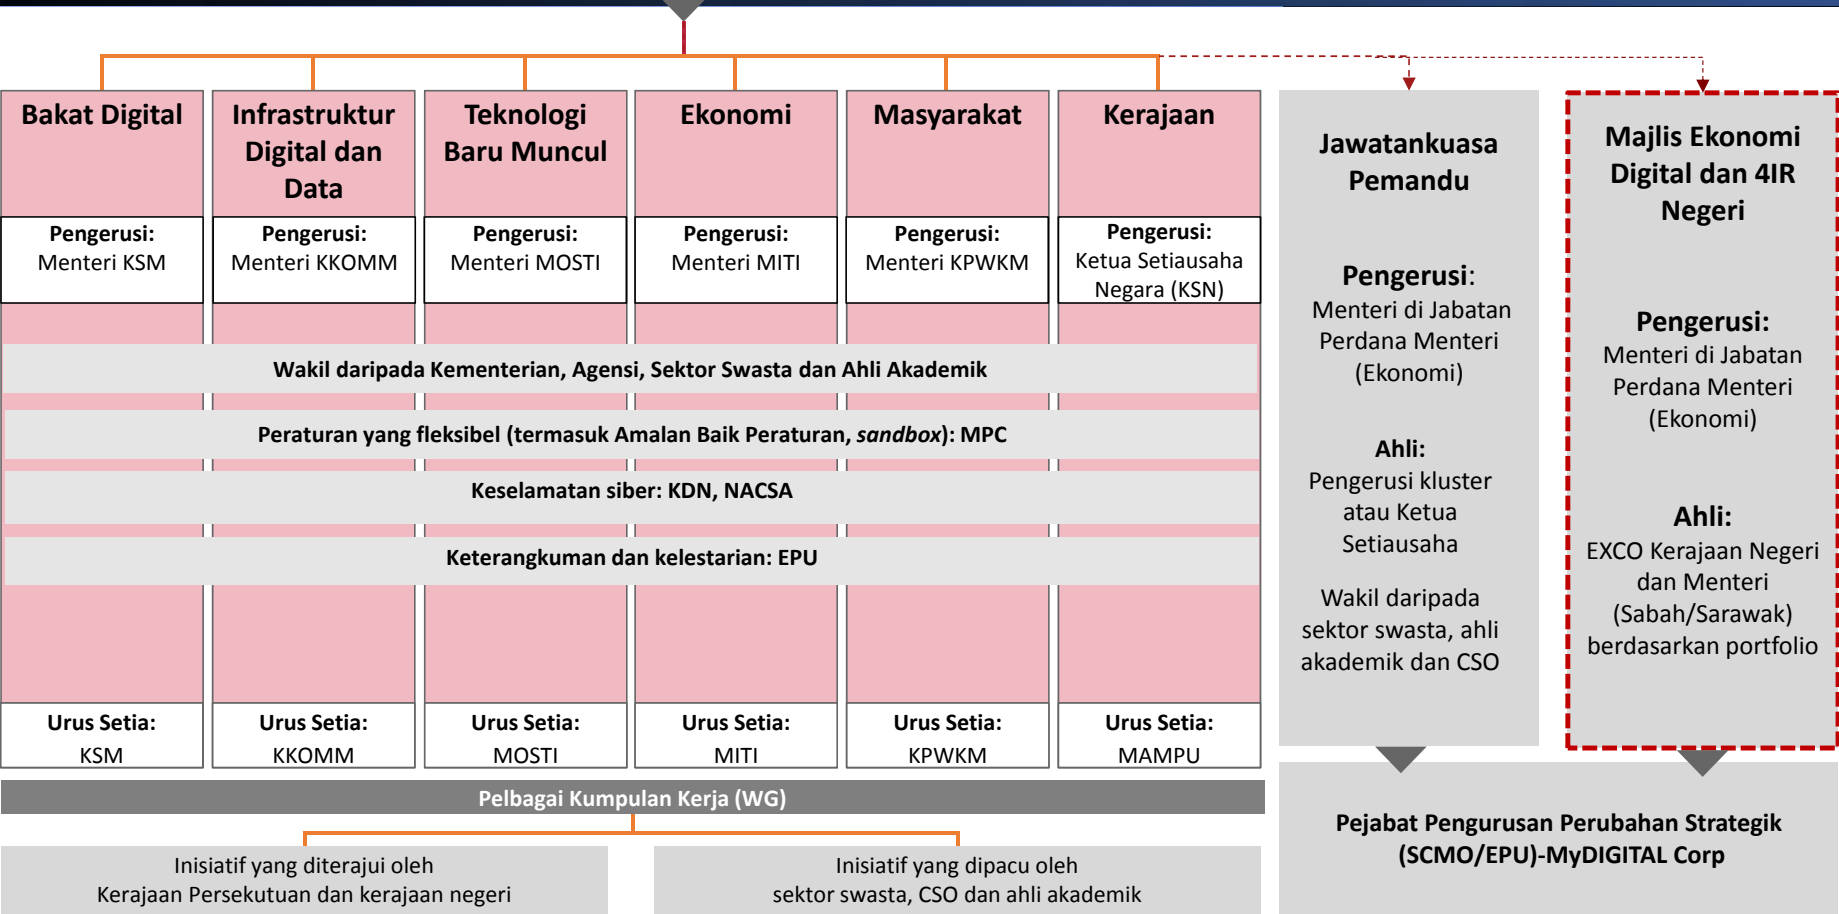 Bakat Digital
Infrastruktur
Digital dan
Data
Teknologi
Baru Muncul
Ekonomi
Masyarakat
Kerajaan
Pengerusi:
Menteri KSM
Pengerusi:
Menteri KKOMM
Pengerusi:
Menteri MOSTI
Pengerusi:
Menteri MITI
Pengerusi:
Menteri KPWKM
Pengerusi:
Ketua Setiausaha
Negara (KSN)
Wakil daripada Kementerian, Agensi, Sektor Swasta dan Ahli Akademik
Peraturan yang fleksibel (termasuk Amalan Baik Peraturan, sandbox): MPC
Keselamatan siber: KDN, NACSA
Keterangkuman dan kelestarian: EPU
Urus Setia:
KSM
Urus Setia:
KKOMM
Urus Setia:
MOSTI
Urus Setia:
MITI
Urus Setia:
KPWKM
Urus Setia:
MAMPU
Pelbagai Kumpulan Kerja (WG)
Inisiatif yang diterajui oleh
Kerajaan Persekutuan dan kerajaan negeri
Inisiatif yang dipacu oleh
sektor swasta, CSO dan ahli akademik
Jawatankuasa
Pemandu
Pengerusi:
Menteri di Jabatan
Perdana Menteri
(Ekonomi)
Ahli:
Pengerusi kluster
atau Ketua
Setiausaha
Wakil daripada
sektor swasta, ahli
akademik dan CSO
Majlis Ekonomi
Digital dan 4IR
Negeri
Pengerusi:
Menteri di Jabatan
Perdana Menteri
(Ekonomi)
Ahli:
EXCO Kerajaan Negeri
dan Menteri
(Sabah/Sarawak)
berdasarkan portfolio
Pejabat Pengurusan Perubahan Strategik
(SCMO/EPU)-MyDIGITAL Corp